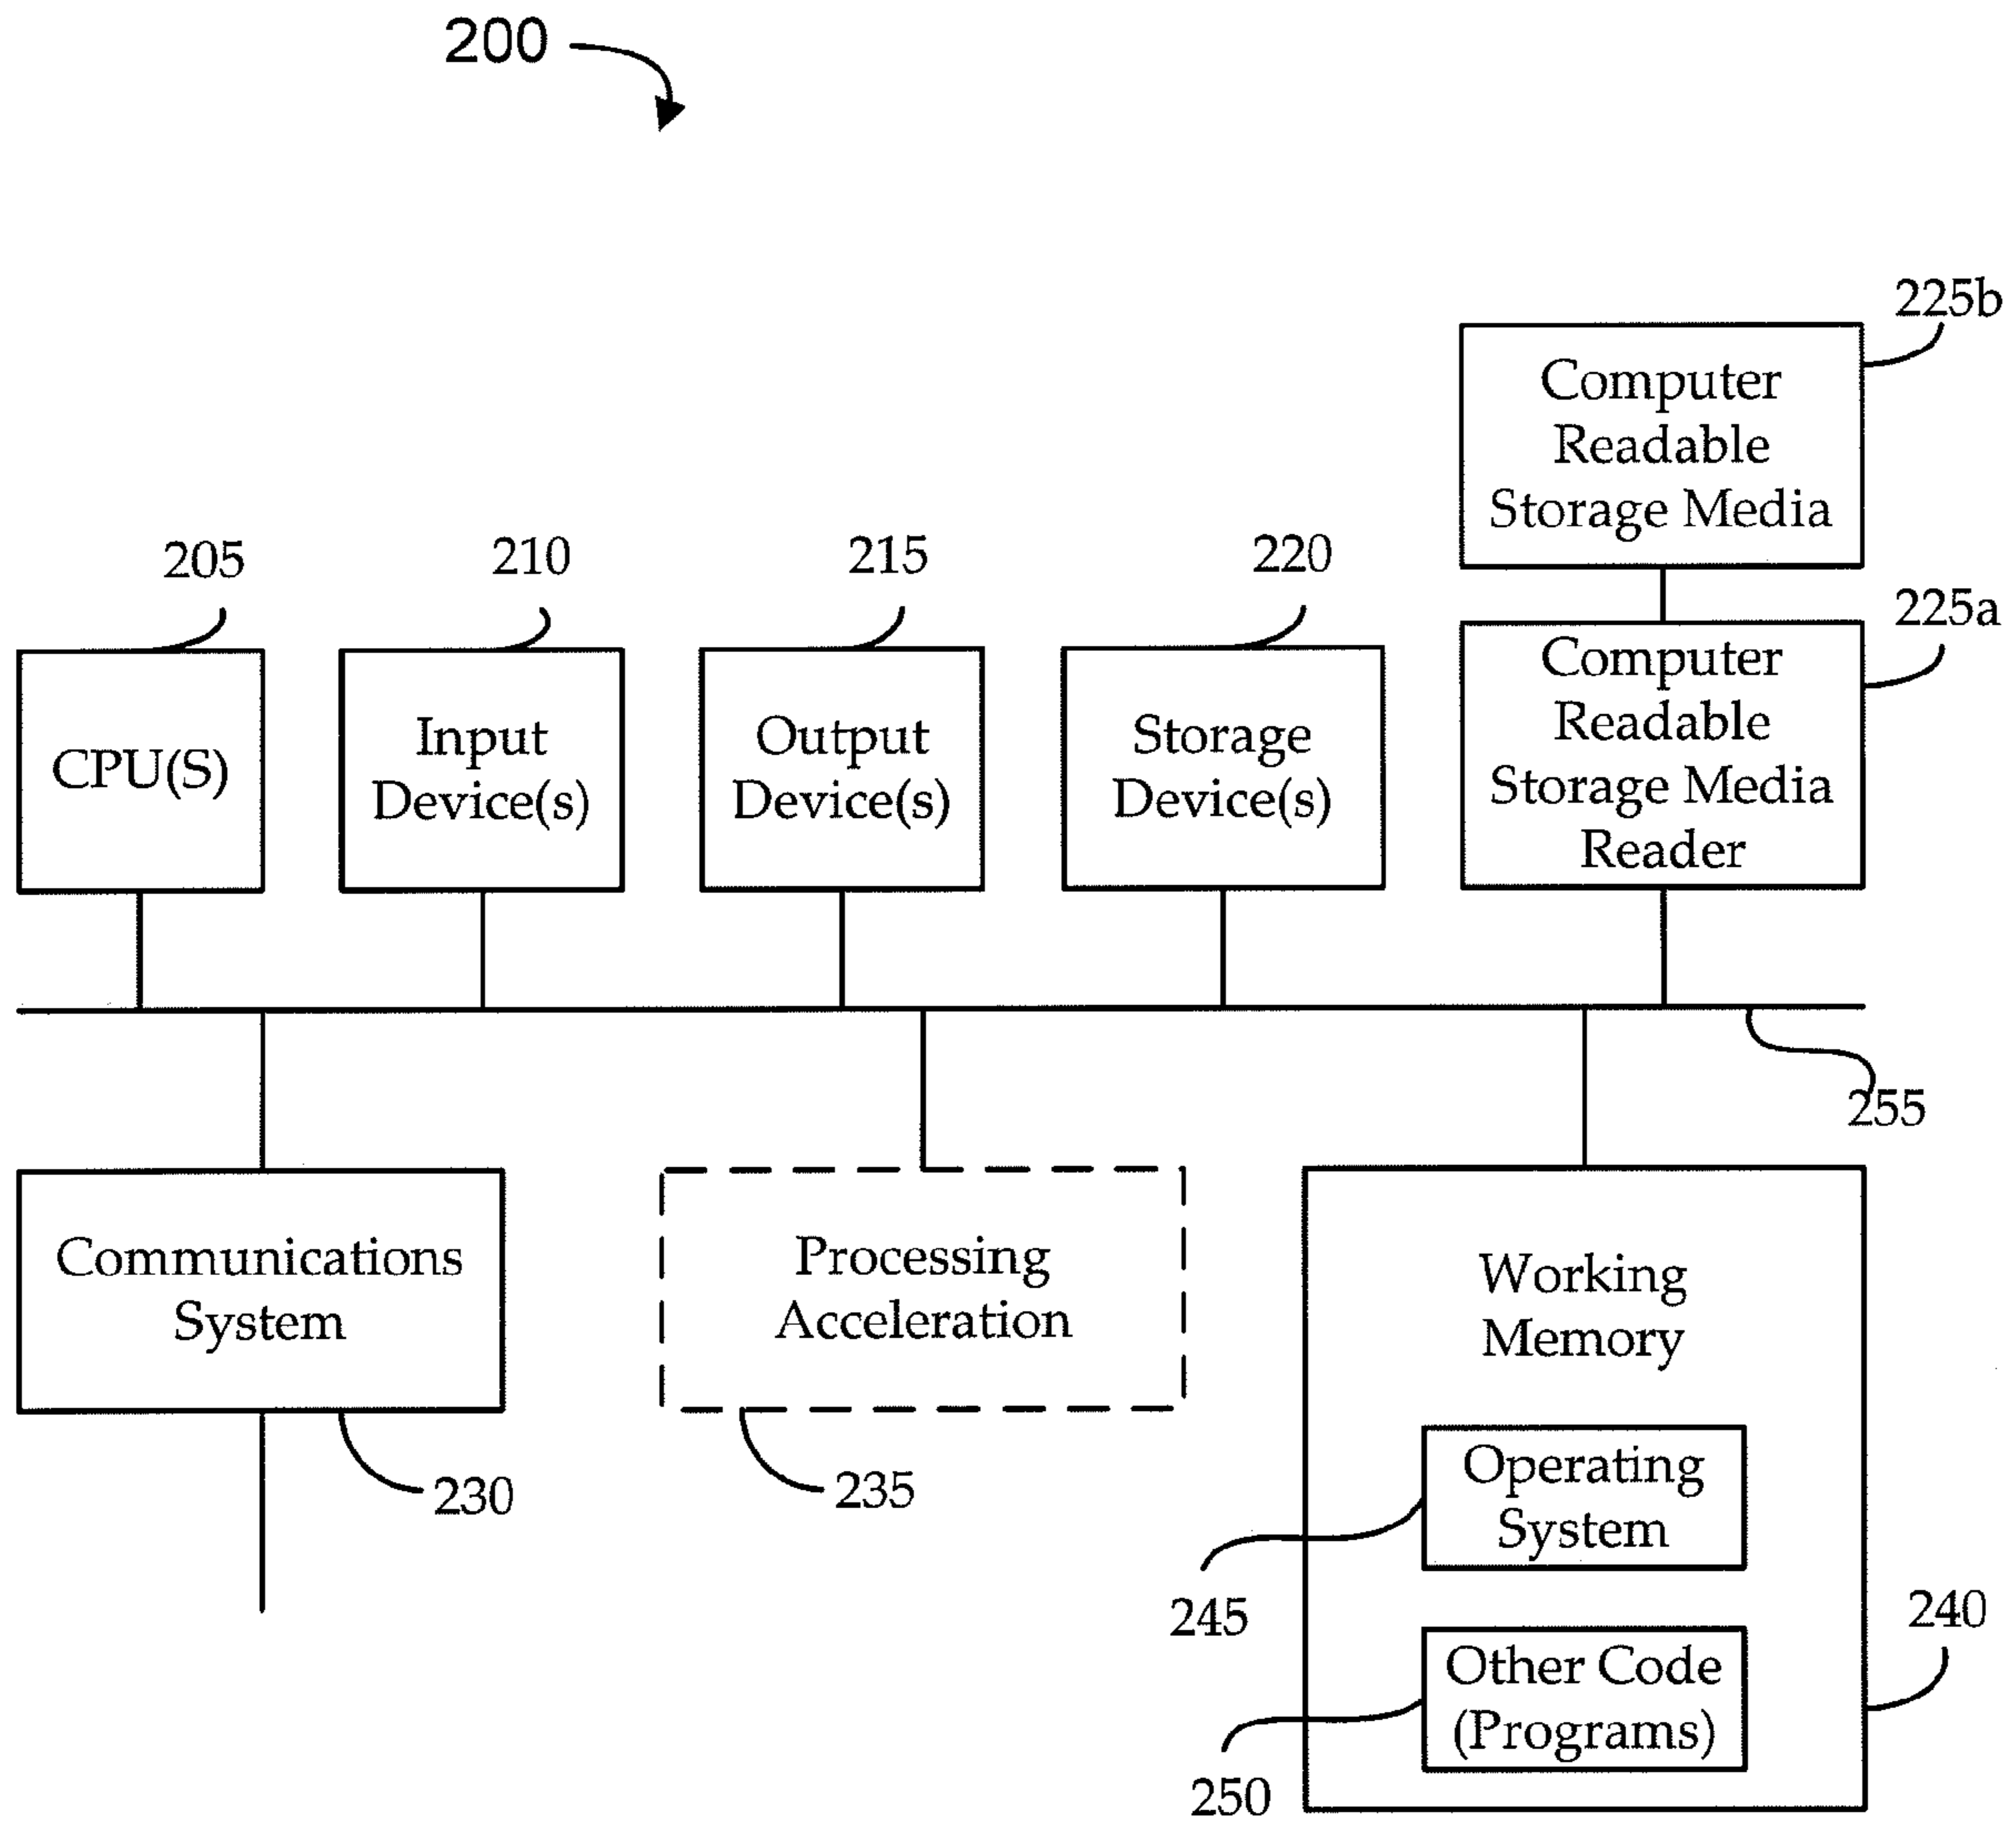 200
225b
Computer
Readable
Storage Media
205
210
215
220
225a
CPU(S)
Input
Device(s)
Output
Device(s)
Storage
Device(s)
Computer
Readable
Storage Media
Reader
255
Communications
System
230
Processing
Acceleration
235
Working
Memory
Operating
System
245
Other Code
(Programs)
250
240